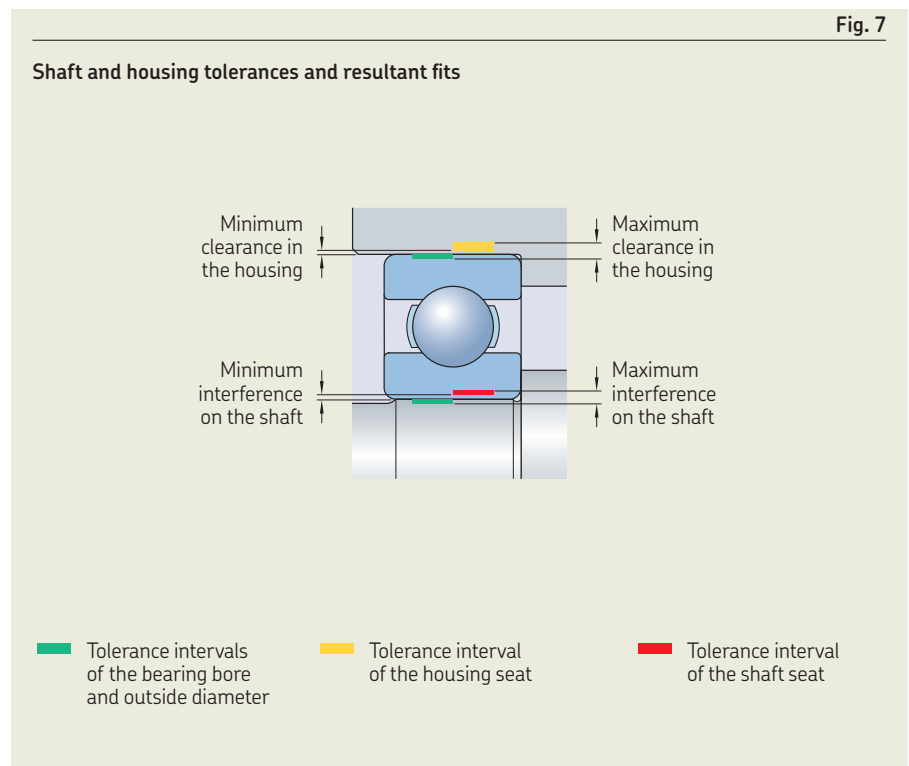 Fig. 7
Shaft and housing tolerances and resultant fits
Minimum
clearance in
the housing
Maximum
clearance in
the housing
Minimum
interference
on the shaft
Maximum
interference
on the shaft
Tolerance intervals
of the bearing bore
and outside diameter
Tolerance interval
of the housing seat
Tolerance interval
of the shaft seat